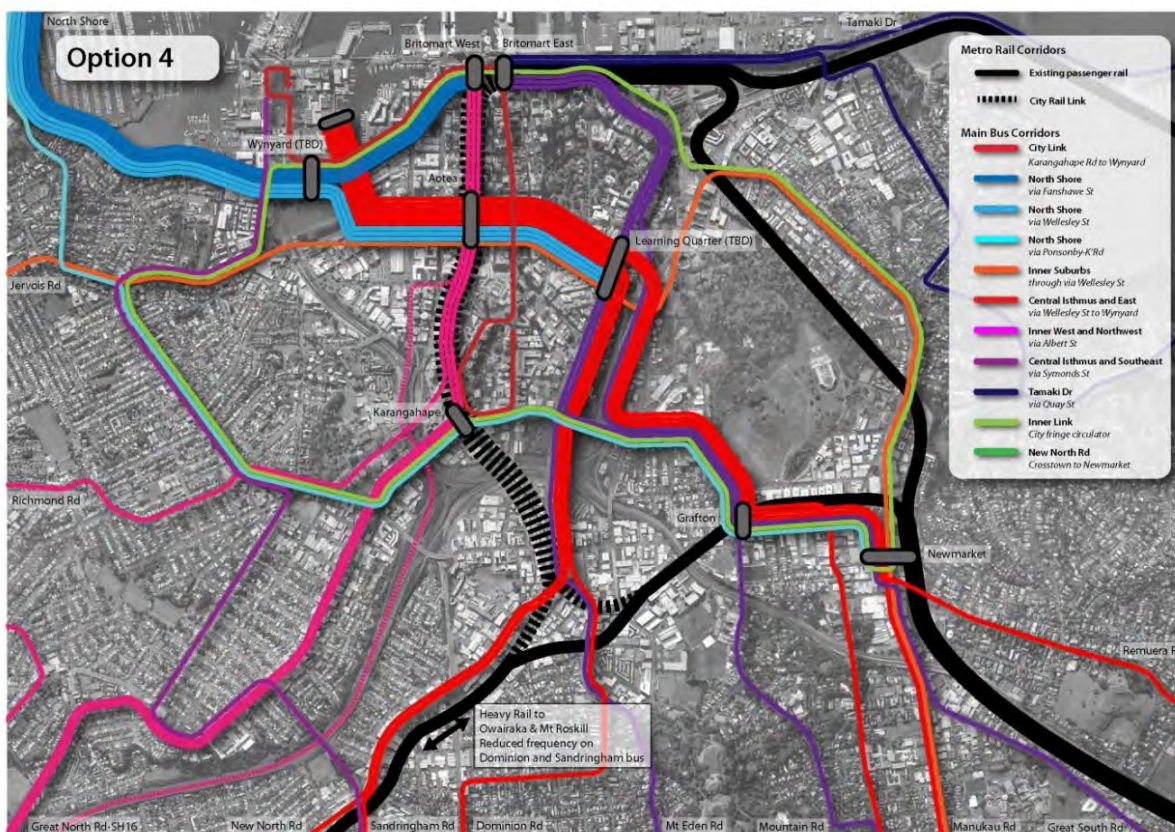 North Shore
Option 4
Britomart West
Britomart East
Tamaki Dr
Wynyard (TBD)
Aotea
Learning Quarter (TBD)
Jervois Rd
Karangahape
Richmond Rd
Grafton
Newmarket
Remuera R
Heavy Rail to
Owairaka & Mt Roskill
Reduced frequency on
Dominion and Sandringham bus
Great North Rd-SH16
New North Rd
Sandringham Rd
Dominion Rd
Mt Eden Rd
Mountain Rd
Manukau Rd
Great South Rd
Metro Rail Corridors
Existing passenger rail
City Rail Link
Main Bus Corridors
City Link
Karangahape Rd to Wynyard
North Shore
via Fanshawe St
North Shore
via Wellesley St
North Shore
via Ponsonby-K'Rd
Inner Suburbs
through via Wellesley St
Central Isthmus and East
via Wellesley St to Wynyard
Inner West and Northwest
via Albert St
Central Isthmus and Southeast
via Symonds St
Tamaki Dr
via Quay St
Inner Link
City fringe circulator
New North Rd
Crosstown to Newmarket